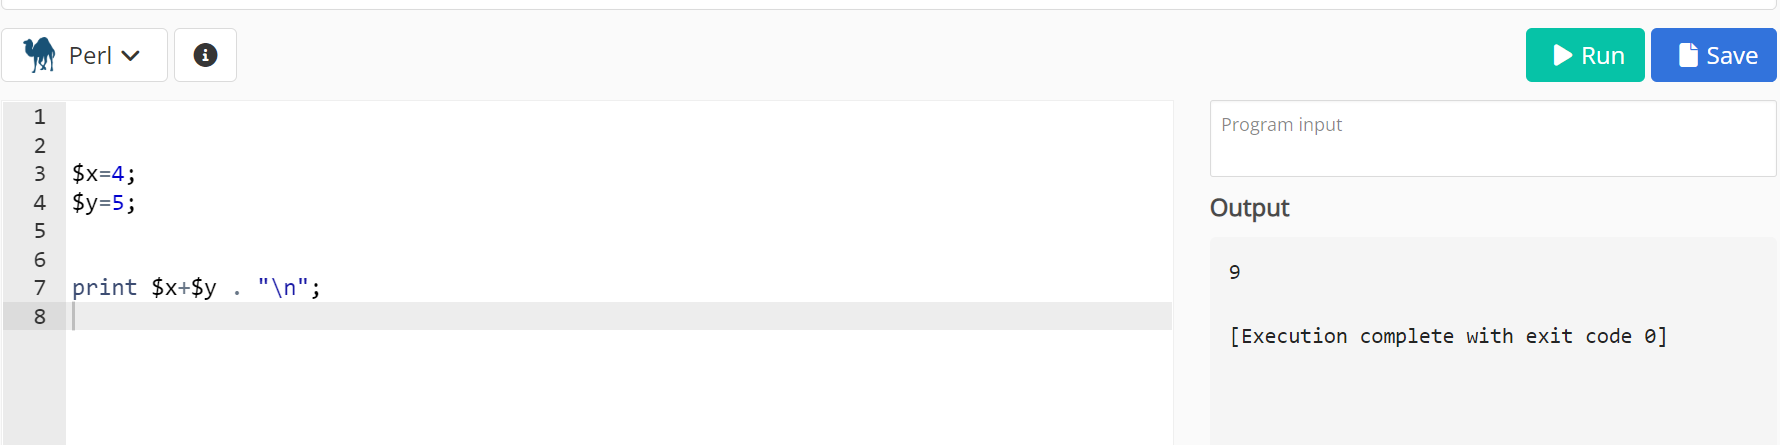 Perl
Run
Save
1
2
3 $x=4;
4 $y=5;
5
6
7 print $x+$y . "\n";
8
Program input
Output
9
[Execution complete with exit code 0]